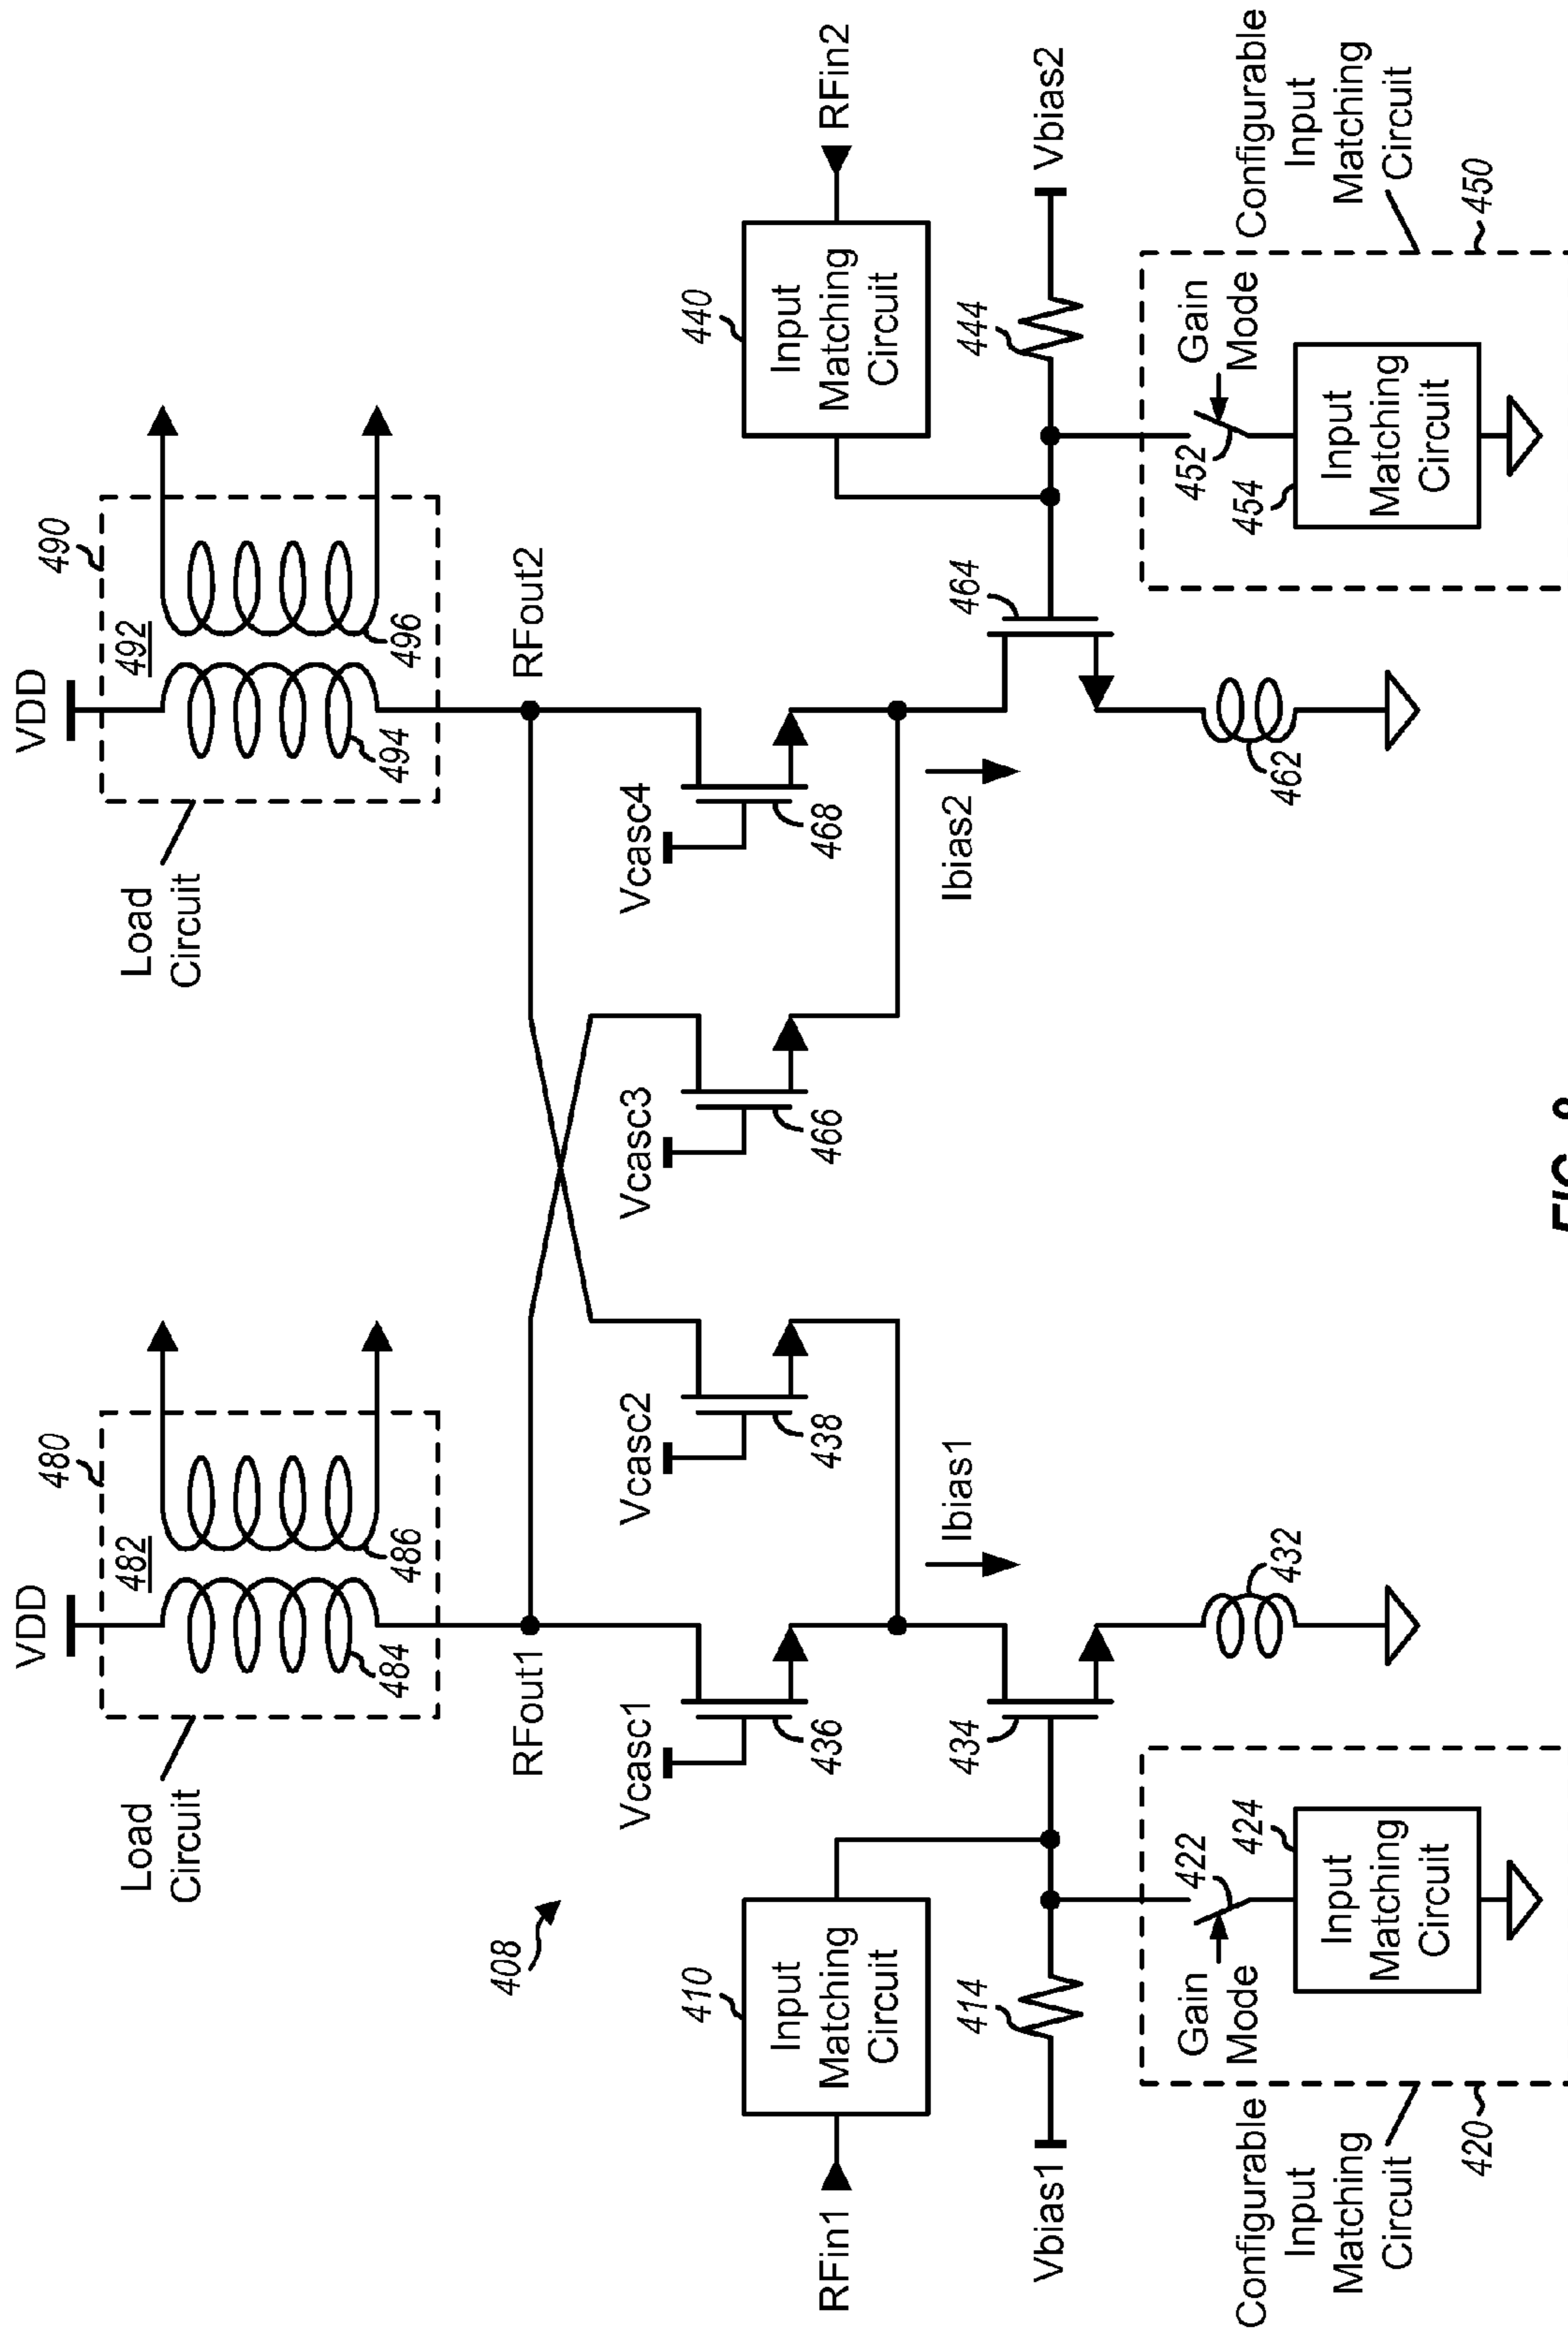 VDD
VDD
480
490
482
492
Load
Circuit
484
486
Load
Circuit
494
496
RFout1
RFout2
408
Vcasc1
Vcasc2
Vcasc3
Vcasc4
436
438
466
468
410
Input
Matching
Circuit
RFin1
440
Input
Matching
Circuit
RFin2
Ibias1
Ibias2
414
434
464
444
Vbias1
Vbias2
432
462
Configurable
Input
Matching
Circuit
420
Gain
Mode
422
424
Input
Matching
Circuit
Gain
Mode
452
454
Input
Matching
Circuit
Configurable
Input
Matching
Circuit
450